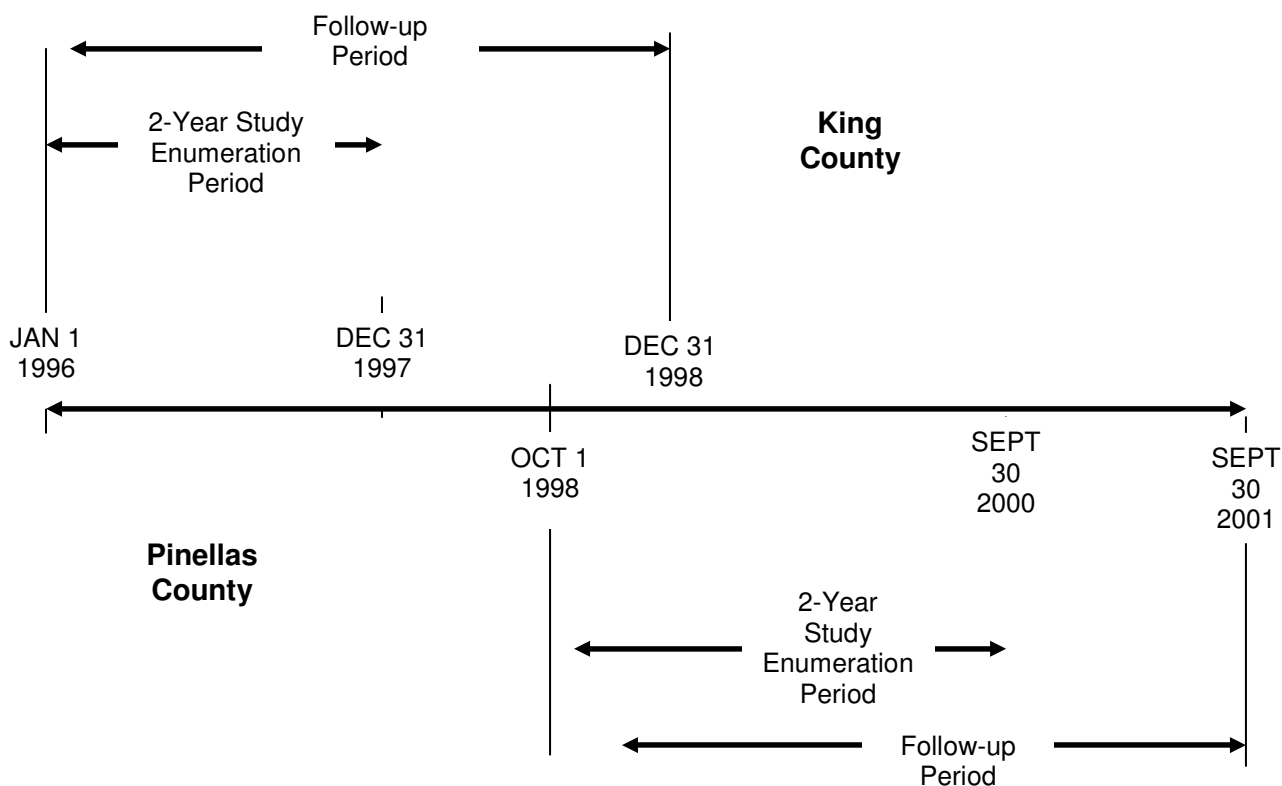 Follow-up
Period
2-Year Study
Enumeration
Period
King
County
JAN 1
1996
DEC 31
1997
DEC 31
1998
OCT 1
1998
SEPT
30
2000
SEPT
30
2001
Pinellas
County
2-Year
Study
Enumeration
Period
Follow-up
Period